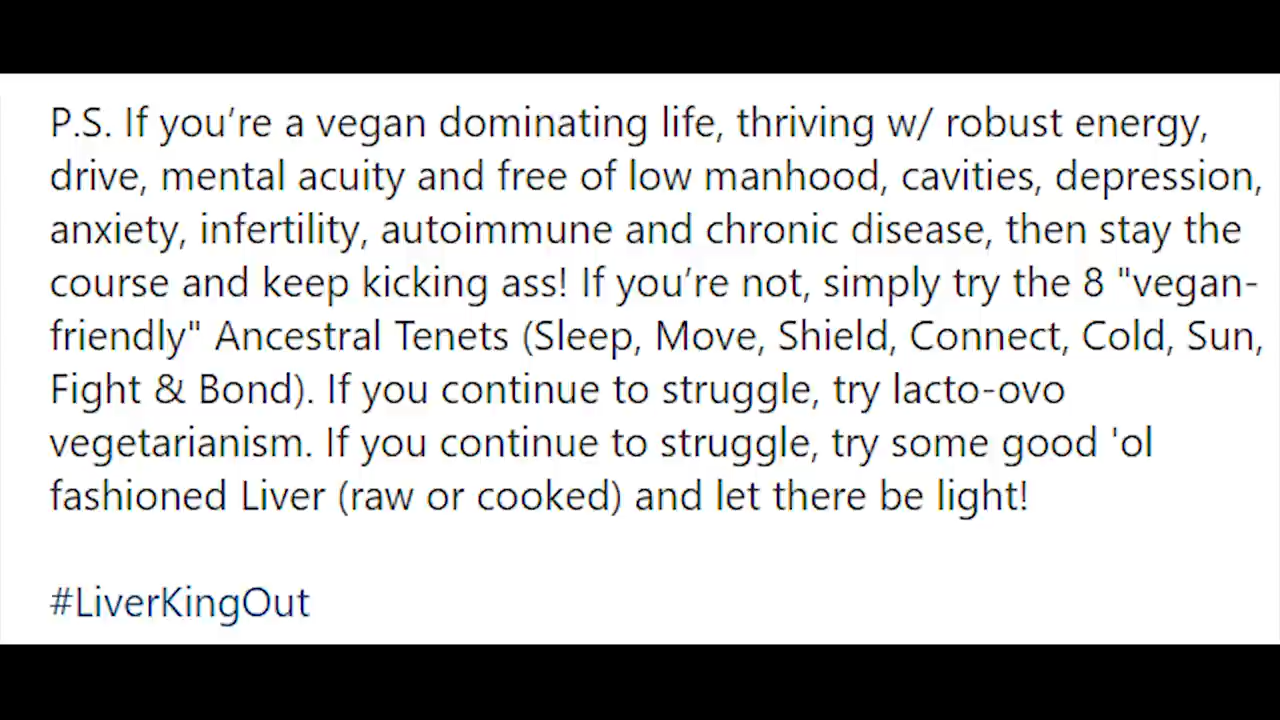 P.S. If you’re a vegan dominating life, thriving w/ robust energy,
drive, mental acuity and free of low manhood, cavities, depression,
anxiety, infertility, autoimmune and chronic disease, then stay the
course and keep kicking ass! If you’re not, simply try the 8 "vegan-
friendly" Ancestral Tenets (Sleep, Move, Shield, Connect, Cold, Sun,
Fight & Bond). If you continue to struggle, try lacto-ovo
vegetarianism. If you continue to struggle, try some good 'ol
fashioned Liver (raw or cooked) and let there be light!
#LiverKingOut